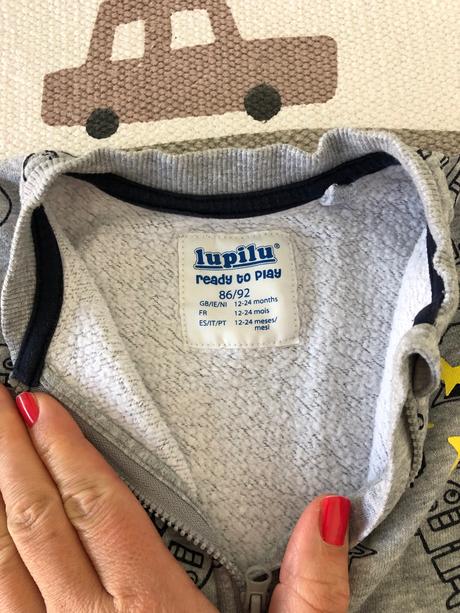 lupilu®
ready to play
86/92
GB/IE/NI 12-24 months
FR 12-24 mois
ES/IT/PT 12-24 meses/
mesi